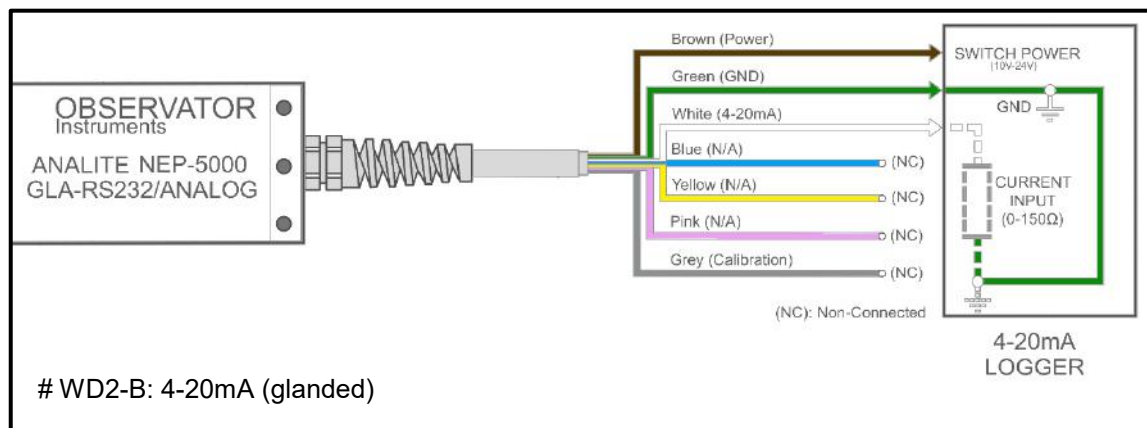 OBSERVATOR
Instruments
ANALITE NEP-5000
GLA-RS232/ANALOG
Brown (Power)
Green (GND)
White (4-20mA)
Blue (N/A)
(NC)
Yellow (N/A)
(NC)
Pink (N/A)
(NC)
Grey (Calibration)
(NC)
(NC): Non-Connected
SWITCH POWER
(10V-24V)
GND
CURRENT
INPUT
(0-150Ω)
4-20mA
LOGGER
# WD2-B: 4-20mA (glanded)